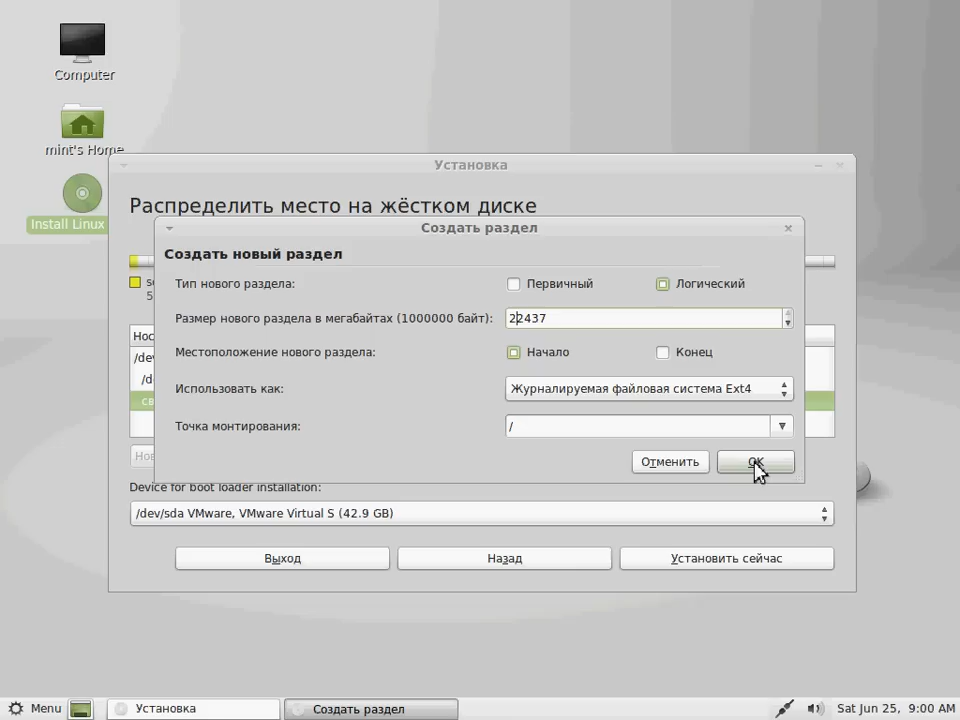 Computer
mint's Home
Install Linux
Установка
Распределить место на жёстком диске
Создать раздел
Создать новый раздел
Тип нового раздела: Первичный Логический
Размер нового раздела в мегабайтах (1000000 байт): 22437
Местоположение нового раздела: Начало Конец
Использовать как: Журналируемая файловая система Ext4
Точка монтирования: /
Отменить OK
Device for boot loader installation:
/dev/sda VMware, VMware Virtual S (42.9 GB)
Выход Назад Установить сейчас
Menu Установка Создать раздел Sat Jun 25, 9:00 AM